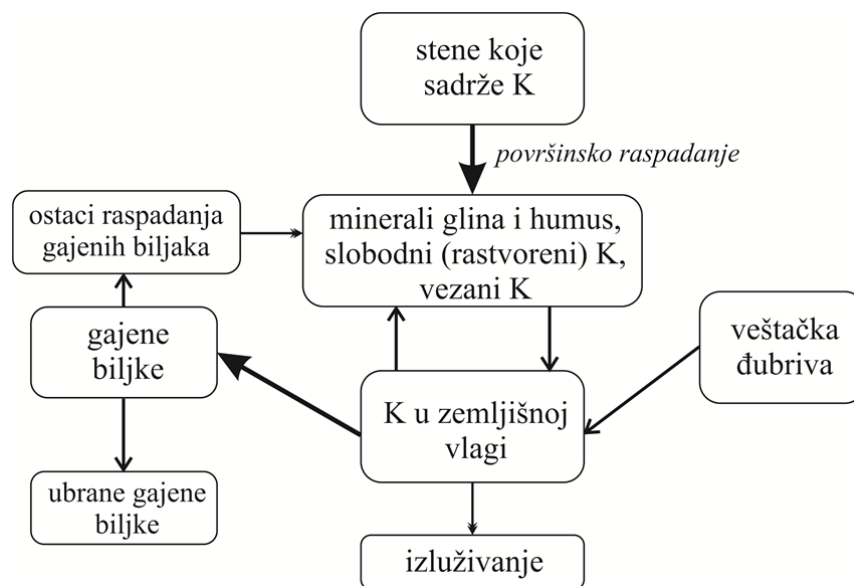 stene koje
sadrže K
površinsko raspadanje
ostaci raspadanja
gajenih biljaka
minerali glina i humus,
slobodni (rastvoreni) K,
vezani K
gajene
biljke
veštačka
đubriva
K u zemljišnoj
vlagi
ubrane gajene
biljke
izluživanje